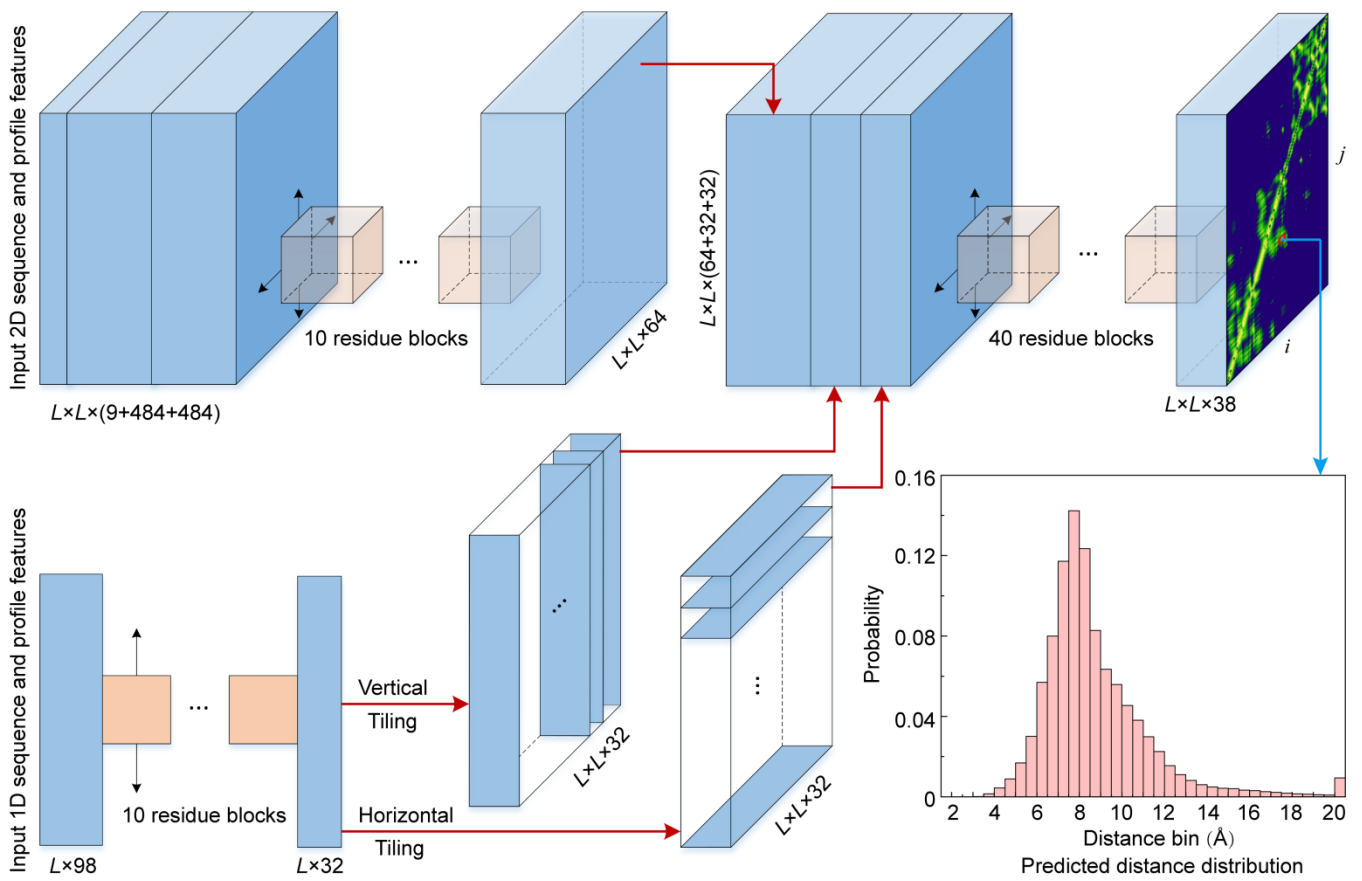 Input 2D sequence and profile features
L×L×(9+484+484)
...
10 residue blocks
L×L×64
L×L×(64+32+32)
...
40 residue blocks
L×L×38
i
j
Input 1D sequence and profile features
L×98
...
10 residue blocks
L×32
Vertical
Tiling
Horizontal
Tiling
...
L×L×32
...
L×L×32
Probability
0.16
0.12
0.08
0.04
0
2 4 6 8 10 12 14 16 18 20
Distance bin (Å)
Predicted distance distribution